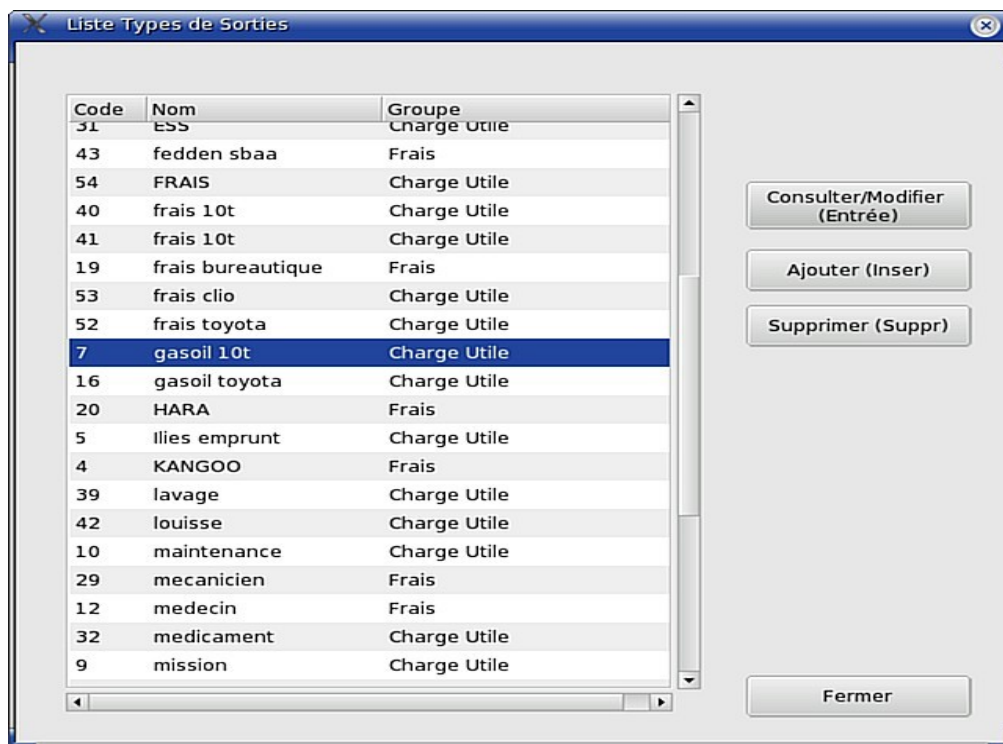 Liste Types de Sorties
Code Nom Groupe
31 ESS Charge Utile
43 fedden sbaa Frais
54 FRAIS Charge Utile
40 frais 10t Charge Utile
41 frais 10t Charge Utile
19 frais bureautique Frais
53 frais clio Charge Utile
52 frais toyota Charge Utile
7 gasoil 10t Charge Utile
16 gasoil toyota Charge Utile
20 HARA Frais
5 Ilies emprunt Charge Utile
4 KANGOO Frais
39 lavage Charge Utile
42 louisse Charge Utile
10 maintenance Charge Utile
29 mecanicien Frais
12 medecin Frais
32 medicament Charge Utile
9 mission Charge Utile
Consulter/Modifier
(Entrée)
Ajouter (Inser)
Supprimer (Suppr)
Fermer